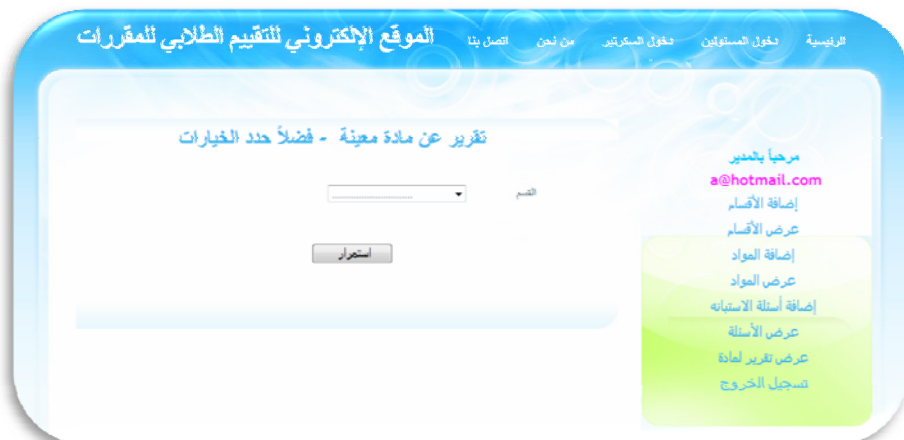 الموقع الإلكتروني للتقييم الطلابي للمقررات
الرئيسية دخول المسئولين دخول السكرتير من نحن اتصل بنا
تقرير عن مادة معينة - فضلاً حدد الخيارات
القسم
استمرار
مرحباً بالمدير
a@hotmail.com
إضافة الأقسام
عرض الأقسام
إضافة المواد
عرض المواد
إضافة أسئلة الاستبانه
عرض الأسئلة
عرض تقرير لمادة
تسجيل الخروج